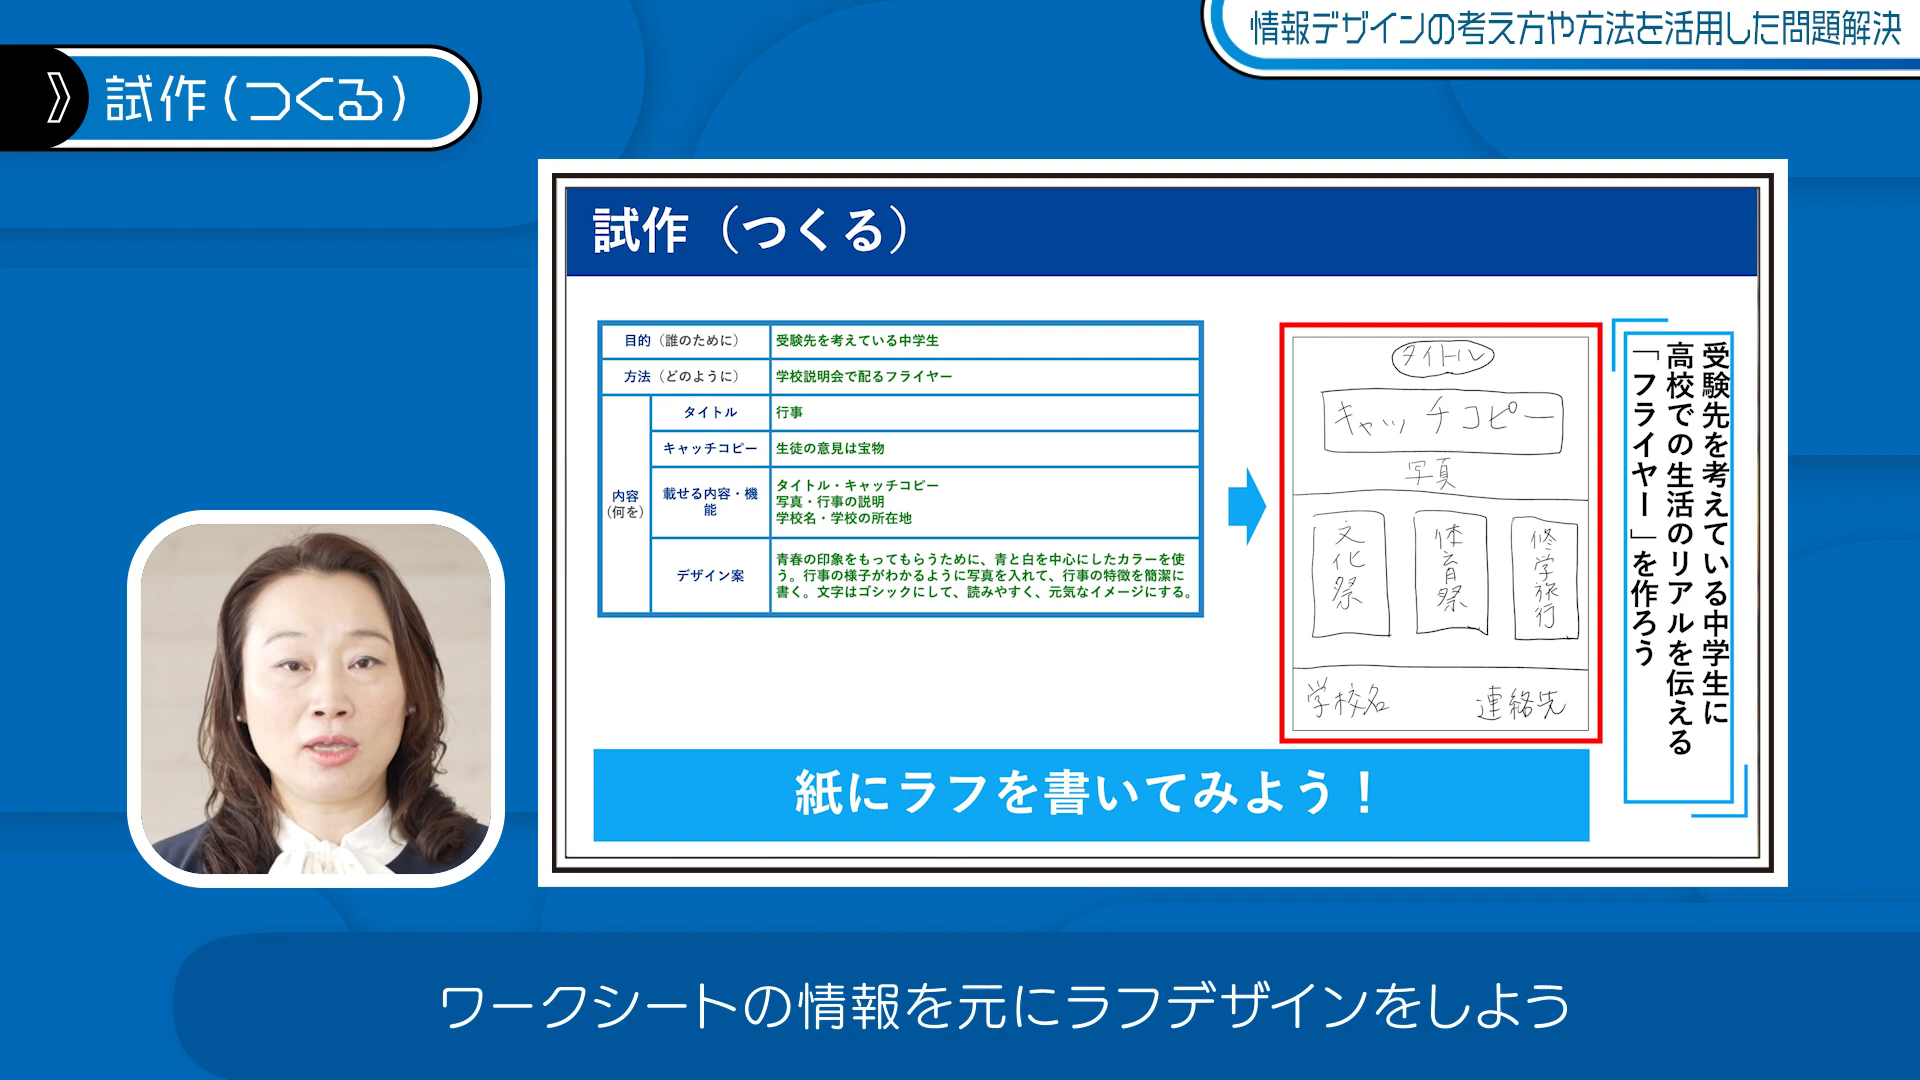 情報デザインの考え方や方法を活用した問題解決
》試作(つくる)
試作(つくる)
目的(誰のために)
受験先を考えている中学生
方法(どのように)
学校説明会で配るフライヤー
内容
(何を)
タイトル
行事
キャッチコピー
生徒の意見は宝物
載せる内容・機
能
タイトル・キャッチコピー
写真・行事の説明
学校名・学校の所在地
デザイン案
青春の印象をもってもらうために、青と白を中心にしたカラーを使
う。行事の様子がわかるように写真を入れて、行事の特徴を簡潔に
書く。文字はゴシックにして、読みやすく、元気なイメージにする。
タイトル
キャッチコピー
写真
文化祭
体育祭
修学旅行
学校名
連絡先
受験先を考えている中学生に
高校での生活のリアルを伝える
「フライヤー」を作ろう
紙にラフを書いてみよう！
ワークシートの情報を元にラフデザインをしよう